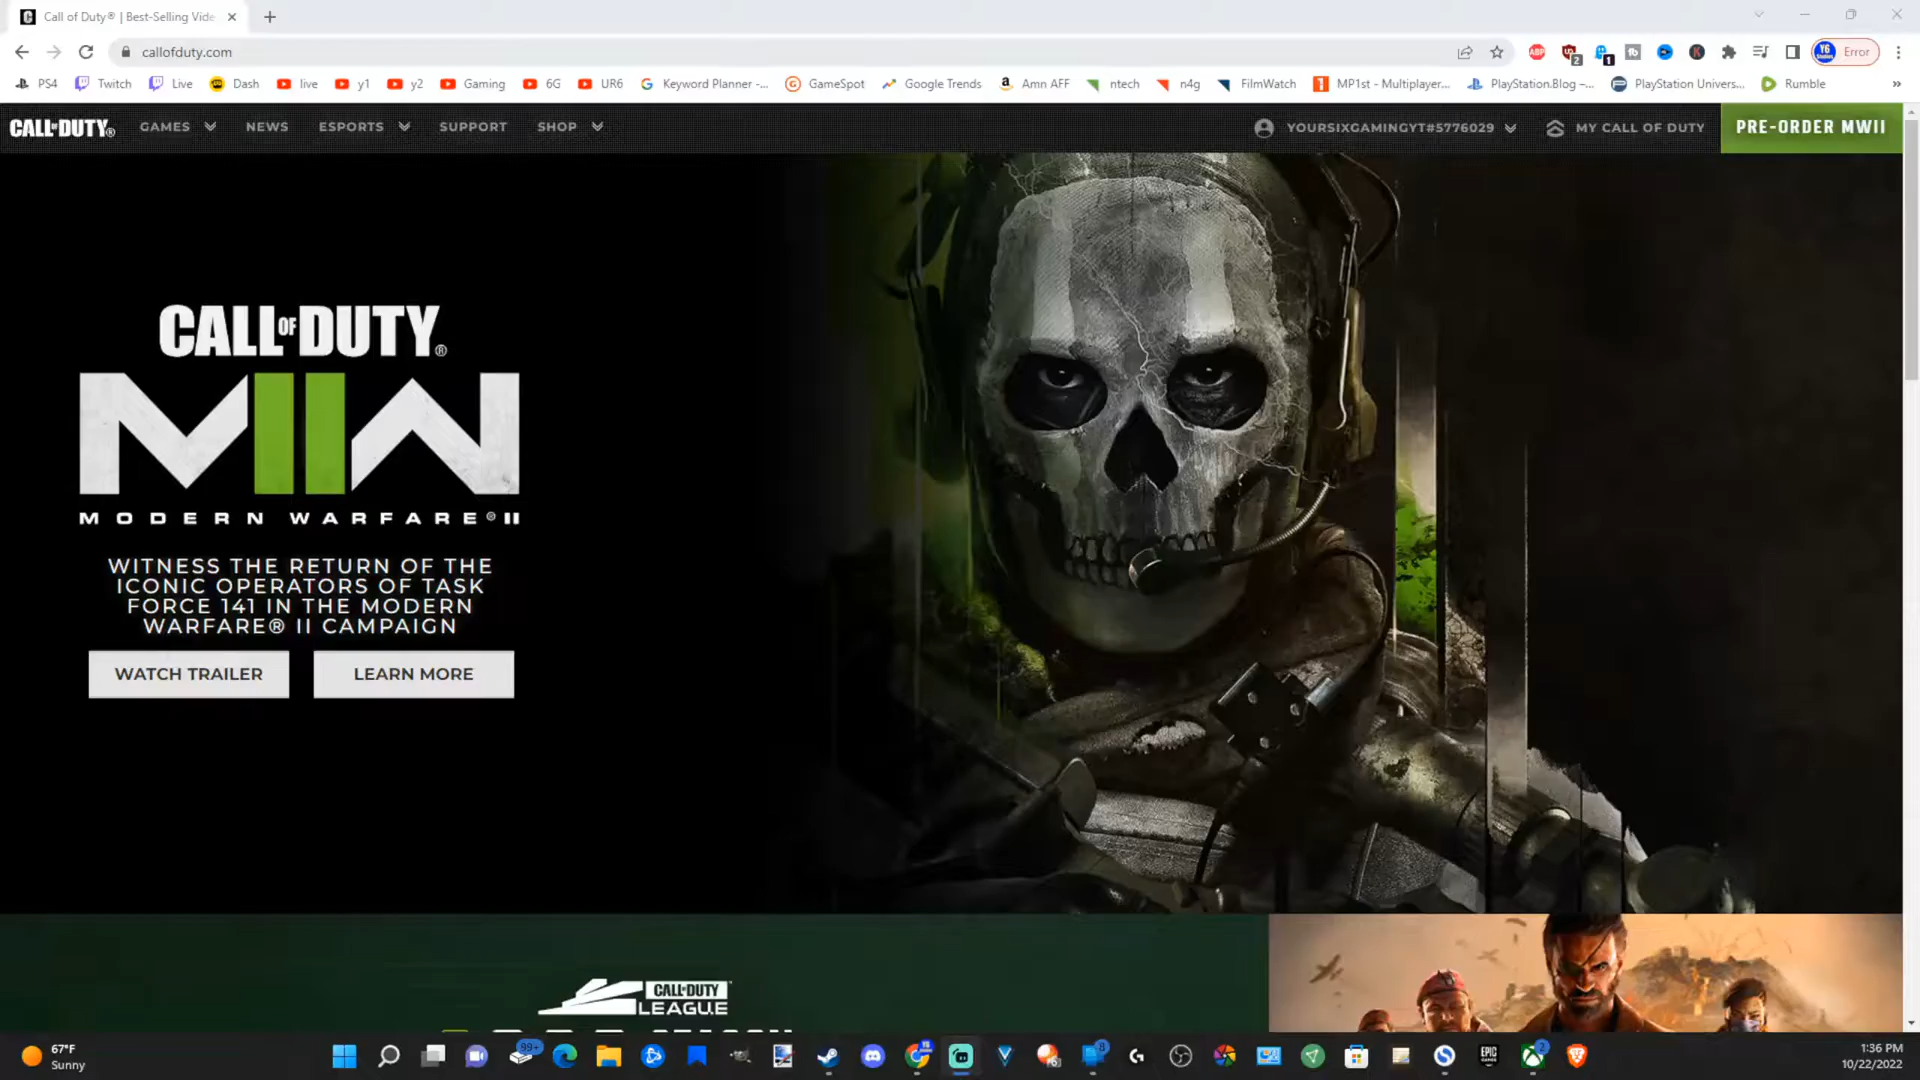 Call of Duty® | Best-Selling Vide
callofduty.com
Error
PS4 Twitch Live Dash live y1 y2 Gaming 6G UR6 Keyword Planner -... GameSpot Google Trends Amn AFF ntech n4g FilmWatch MP1st - Multiplayer... PlayStation.Blog –... PlayStation Univers... Rumble »
CALL OF DUTY® GAMES NEWS ESPORTS SUPPORT SHOP YOURSIXGAMINGYT#5776029 MY CALL OF DUTY PRE-ORDER MWII
CALL OF DUTY®
MIIW
MODERN WARFARE® II
WITNESS THE RETURN OF THE
ICONIC OPERATORS OF TASK
FORCE 141 IN THE MODERN
WARFARE® II CAMPAIGN
WATCH TRAILER LEARN MORE
CALL OF DUTY
LEAGUE
67°F
Sunny
99+
EPIC
GAMES
1:36 PM
10/22/2022